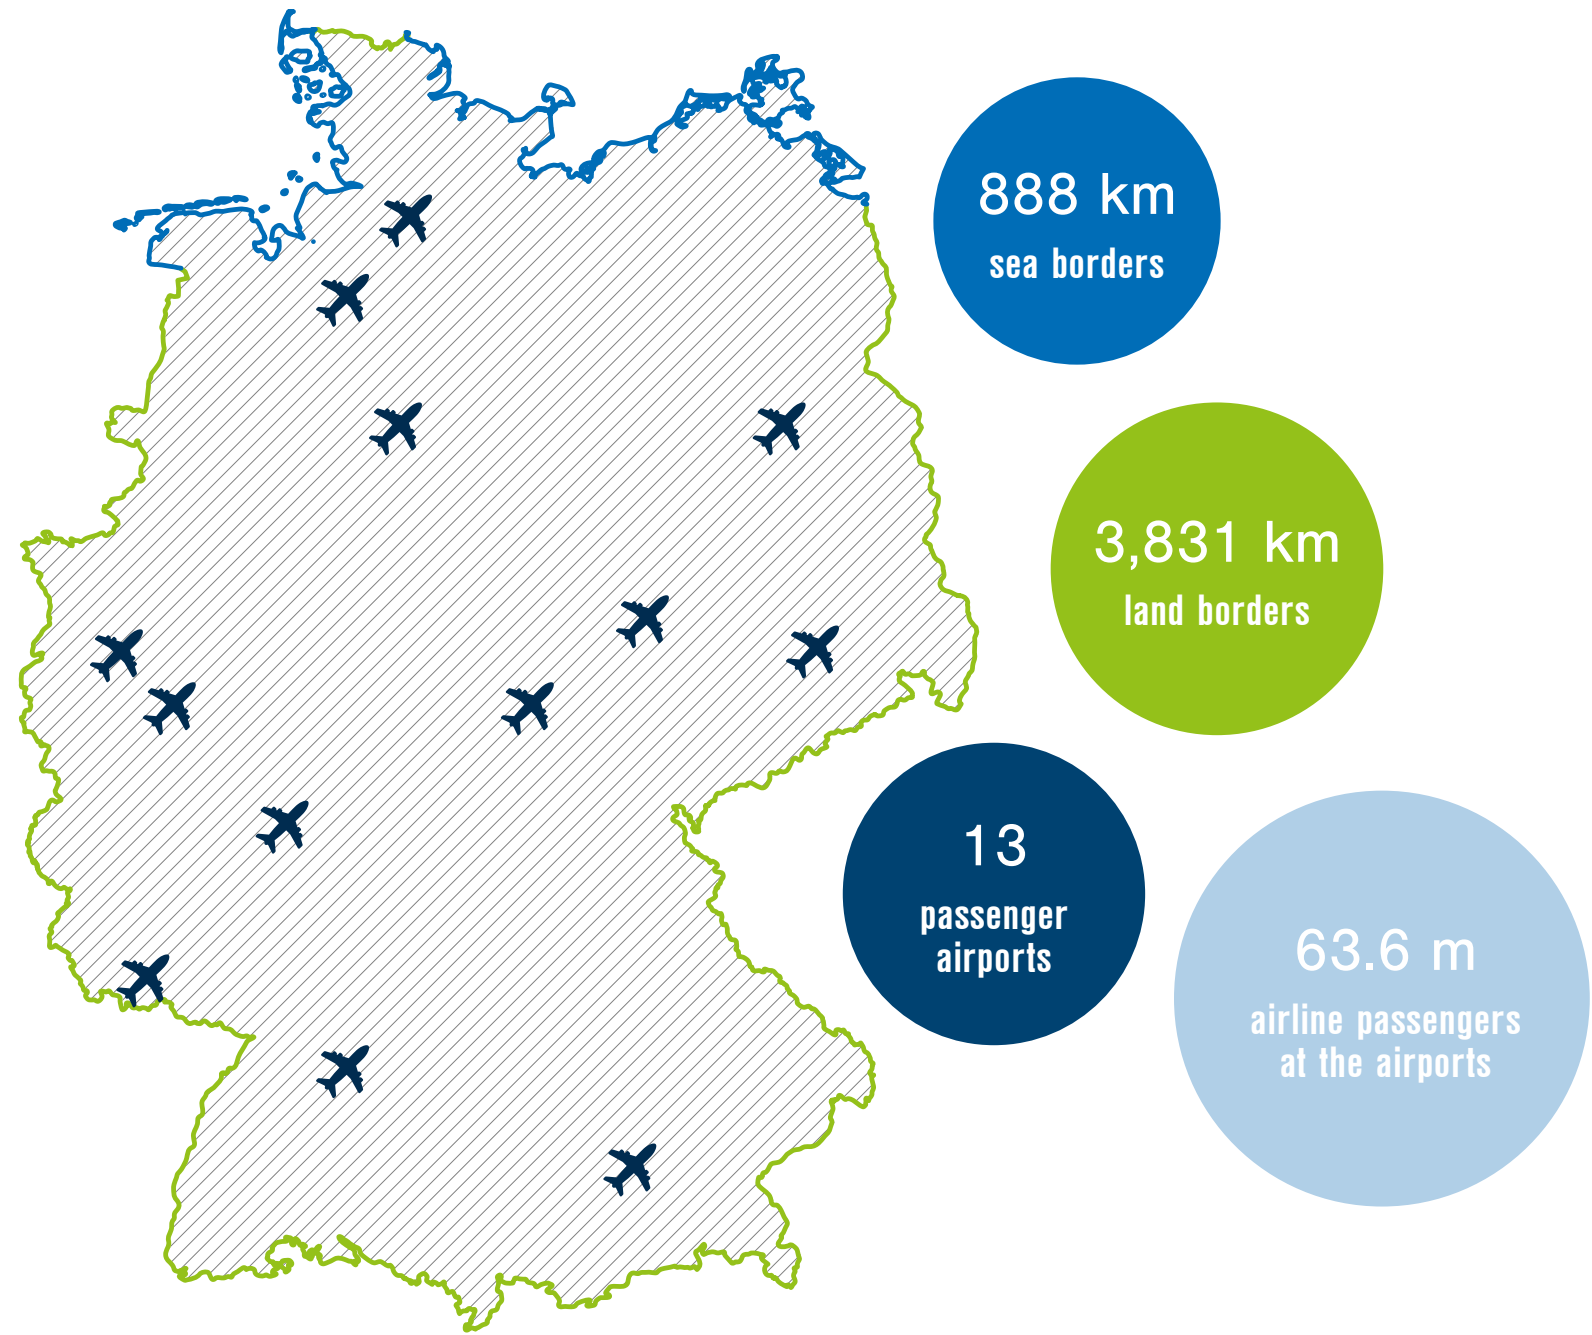 888 km
sea borders
3,831 km
land borders
13
passenger
airports
63.6 m
airline passengers
at the airports